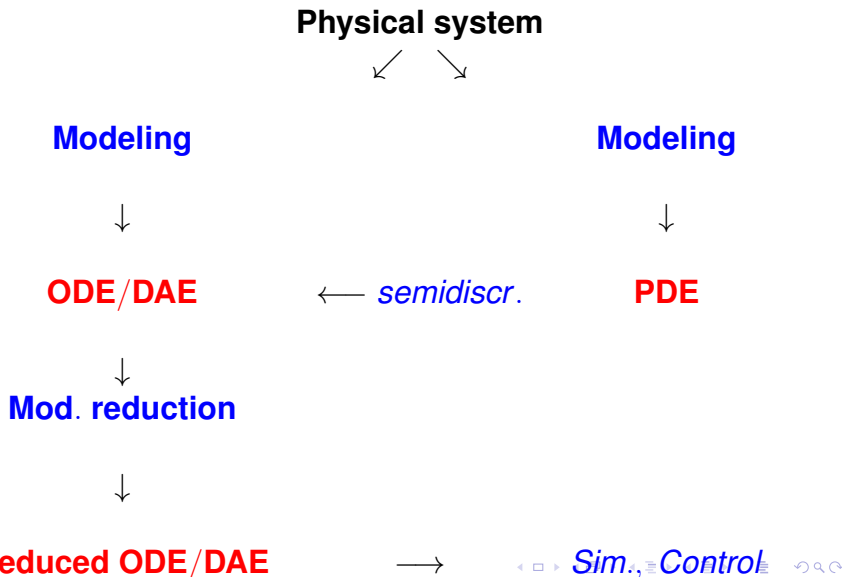 Physical system
Modeling Modeling
ODE/DAE ← semidiscr. PDE
Mod. reduction
educed ODE/DAE → Sim., Control